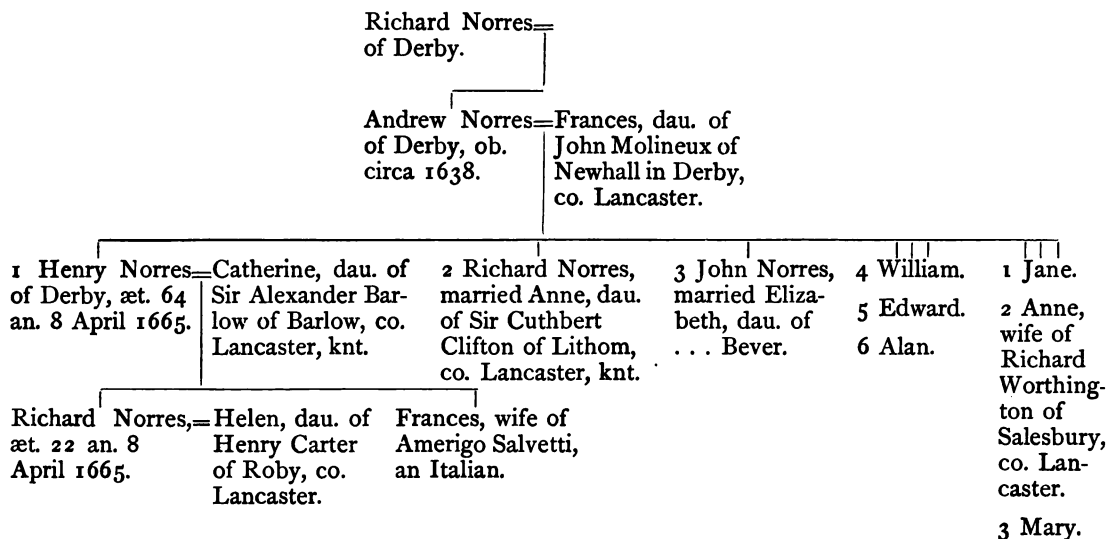 Richard Norres=
of Derby.
Andrew Norres=Frances, dau. of
of Derby, ob.
circa 1638.
John Molineux of
Newhall in Derby,
co. Lancaster.
1 Henry Norres=Catherine, dau. of
of Derby, æt. 64
an. 8 April 1665.
Sir Alexander Bar-
low of Barlow, co.
Lancaster, knt.
2 Richard Norres,
married Anne, dau.
of Sir Cuthbert
Clifton of Lithom,
co. Lancaster, knt.
3 John Norres,
married Eliza-
beth, dau. of
. . . Bever.
4 William.
5 Edward.
6 Alan.
1 Jane.
2 Anne,
wife of
Richard
Worthing-
ton of
Salesbury,
co. Lan-
caster.
3 Mary.
Richard Norres,=Helen, dau. of
æt. 22 an. 8
April 1665.
Henry Carter
of Roby, co.
Lancaster.
Frances, wife of
Amerigo Salvetti,
an Italian.